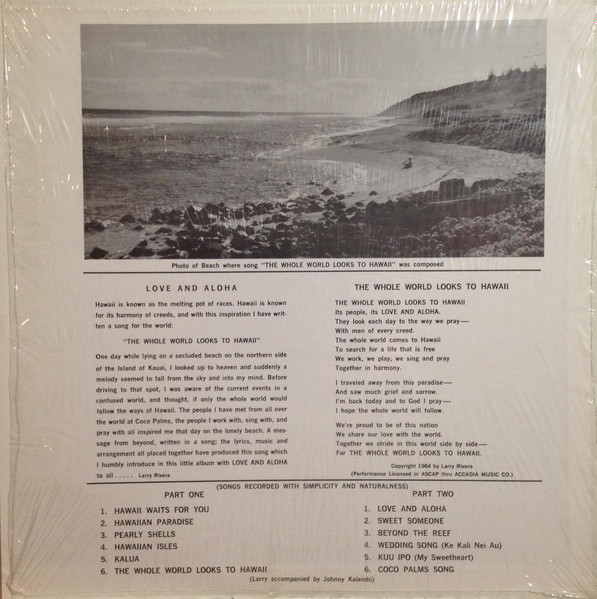 Photo of Beach where song "THE WHOLE WORLD LOOKS TO HAWAII" was composed
LOVE AND ALOHA
Hawaii is known as the melting pot of races. Hawaii is known
for its harmony of creeds, and with this inspiration I have writ-
ten a song for the world:
"THE WHOLE WORLD LOOKS TO HAWAII"
One day while lying on a secluded beach on the northern side
of the Island of Kauai, I looked up to heaven and suddenly a
melody seemed to fall from the sky and into my mind. Before
driving to that spot, I was aware of the current events in a
confused world, and thought, if only the whole world would
follow the ways of Hawaii. The people I have met from all over
the world at Coco Palms, the people I work with, sing with, and
pray with all inspired me that day on the lonely beach. A mes-
sage from beyond, written in a song; the lyrics, music and
arrangement all placed together have produced this song which
I humbly introduce in this little album with LOVE AND ALOHA
to all ..... Larry Rivera
THE WHOLE WORLD LOOKS TO HAWAII
THE WHOLE WORLD LOOKS TO HAWAII
Its people, its LOVE AND ALOHA.
They look each day to the way we pray—
With men of every creed.
The whole world comes to Hawaii
To search for a life that is free
We work, we play, we sing and pray
Together in harmony.
I traveled away from this paradise—
And saw much grief and sorrow.
I'm back today and to God I pray—
I hope the whole world will follow.
We're proud to be of this nation
We share our love with the world.
Together we stride in this world side by side—
For THE WHOLE WORLD LOOKS TO HAWAII.
Copyright 1964 by Larry Rivera
(Performance Licensed in ASCAP thru ACCADIA MUSIC CO.)
(SONGS RECORDED WITH SIMPLICITY AND NATURALNESS)
PART ONE
1. HAWAII WAITS FOR YOU
2. HAWAIIAN PARADISE
3. PEARLY SHELLS
4. HAWAIIAN ISLES
5. KALUA
6. THE WHOLE WORLD LOOKS TO HAWAII
PART TWO
1. LOVE AND ALOHA
2. SWEET SOMEONE
3. BEYOND THE REEF
4. WEDDING SONG (Ke Kali Nei Au)
5. KUU IPO (My Sweetheart)
6. COCO PALMS SONG
(Larry accompanied by Johnny Kaleiohi)